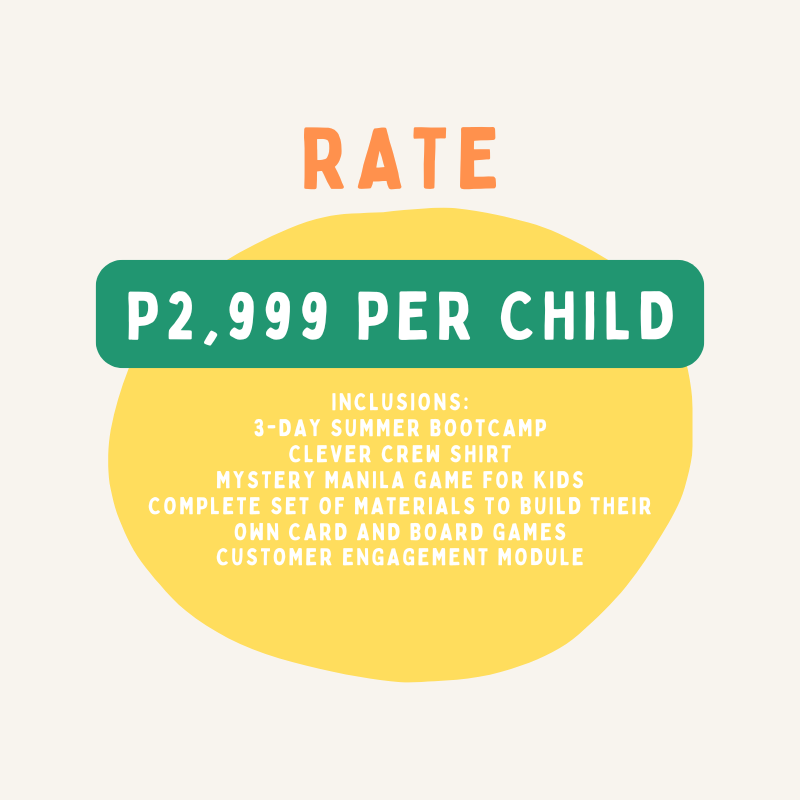 RATE
P2,999 PER CHILD
INCLUSIONS:
3-DAY SUMMER BOOTCAMP
CLEVER CREW SHIRT
MYSTERY MANILA GAME FOR KIDS
COMPLETE SET OF MATERIALS TO BUILD THEIR
OWN CARD AND BOARD GAMES
CUSTOMER ENGAGEMENT MODULE